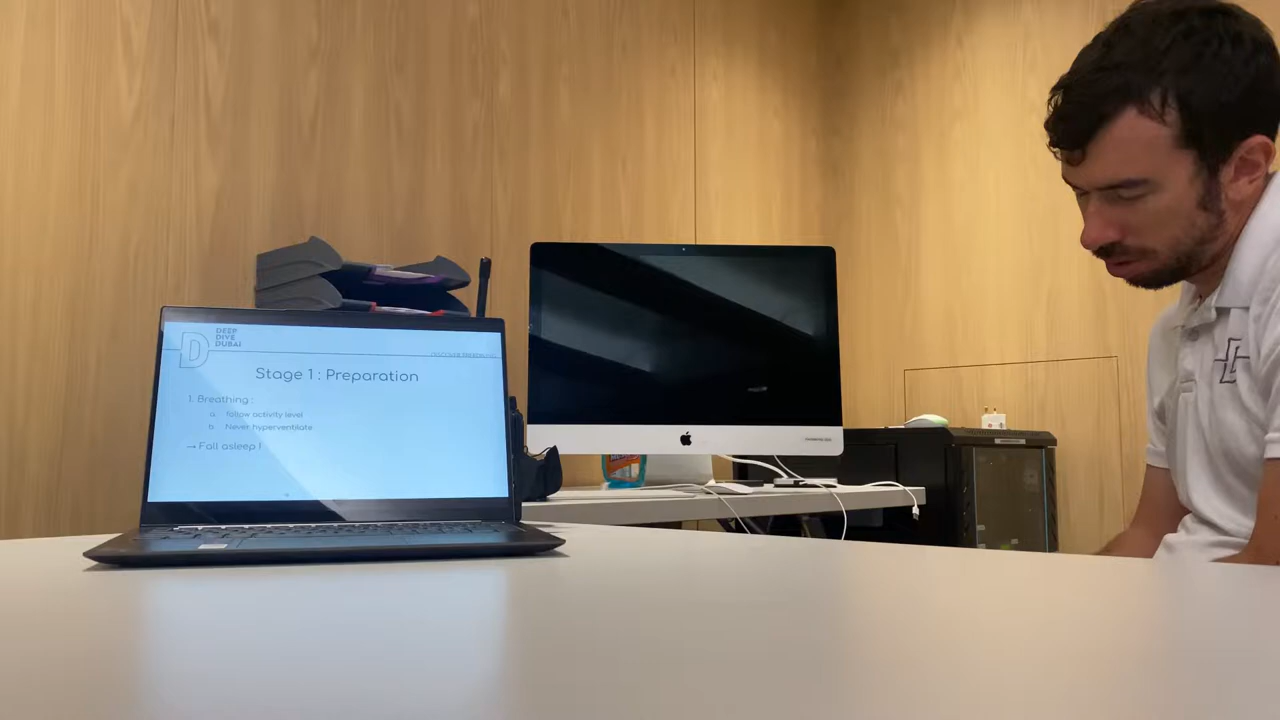 DEEP
DIVE
DUBAI
Stage 1 : Preparation
1. Breathing :
a. follow activity level
b. Never hyperventilate
→ Fall asleep !